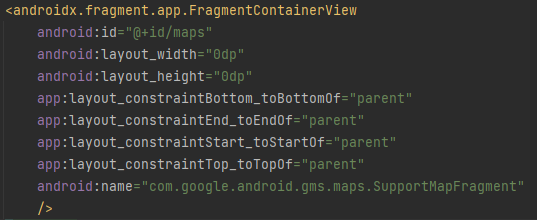 <androidx.fragment.app.FragmentContainerView
android:id="@+id/maps"
android:layout_width="0dp"
android:layout_height="0dp"
app:layout_constraintBottom_toBottomOf="parent"
app:layout_constraintEnd_toEndOf="parent"
app:layout_constraintStart_toStartOf="parent"
app:layout_constraintTop_toTopOf="parent"
android:name="com.google.android.gms.maps.SupportMapFragment"
/>